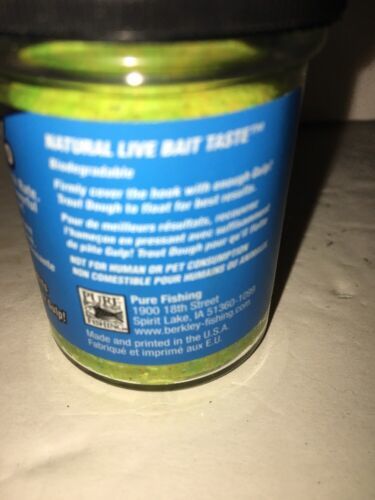 NATURAL LIVE BAIT TASTE™
Biodegradable
Firmly cover the hook with enough Gulp!
Trout Dough to float for best results.
Pour de meilleurs résultats, recouvrer
l'hameçon en pressant avec suffisamment
de pâte Gulp! Trout Dough pour qu'il flotte
NOT FOR HUMAN OR PET CONSUMPTION
NON COMESTIBLE POUR HUMAINS OU ANIMAUX
PURE
FISHING
Pure Fishing
1900 18th Street
Spirit Lake, IA 51360-1099
www.berkley-fishing.com
Made and printed in the U.S.A.
Fabriqué et imprimé aux E.U.
Gulp!